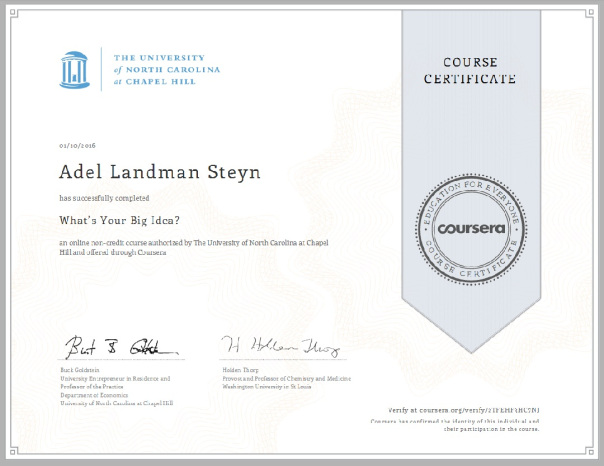 THE UNIVERSITY
of NORTH CAROLINA
at CHAPEL HILL
COURSE
CERTIFICATE
01/10/2016
Adel Landman Steyn
has successfully completed
What's Your Big Idea?
an online non-credit course authorized by The University of North Carolina at Chapel
Hill and offered through Coursera
EDUCATION FOR EVERYONE
coursera
COURSE CERTIFICATE
Buck Goldstein
University Entrepreneur in Residence and
Professor of the Practice
Department of Economics
University of North Carolina at Chapel Hill
Holden Thorp
Provost and Professor of Chemistry and Medicine
Washington University in St Louis
Verify at coursera.org/verify/
Coursera has confirmed the identity of this individual and
their participation in the course.